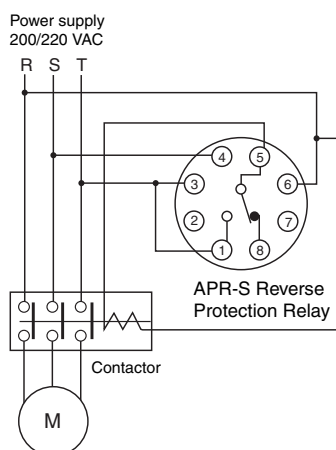 Power supply
200/220 VAC
R S T
4 5
3 6
2 7
1 8
APR-S Reverse
Protection Relay
Contactor
M